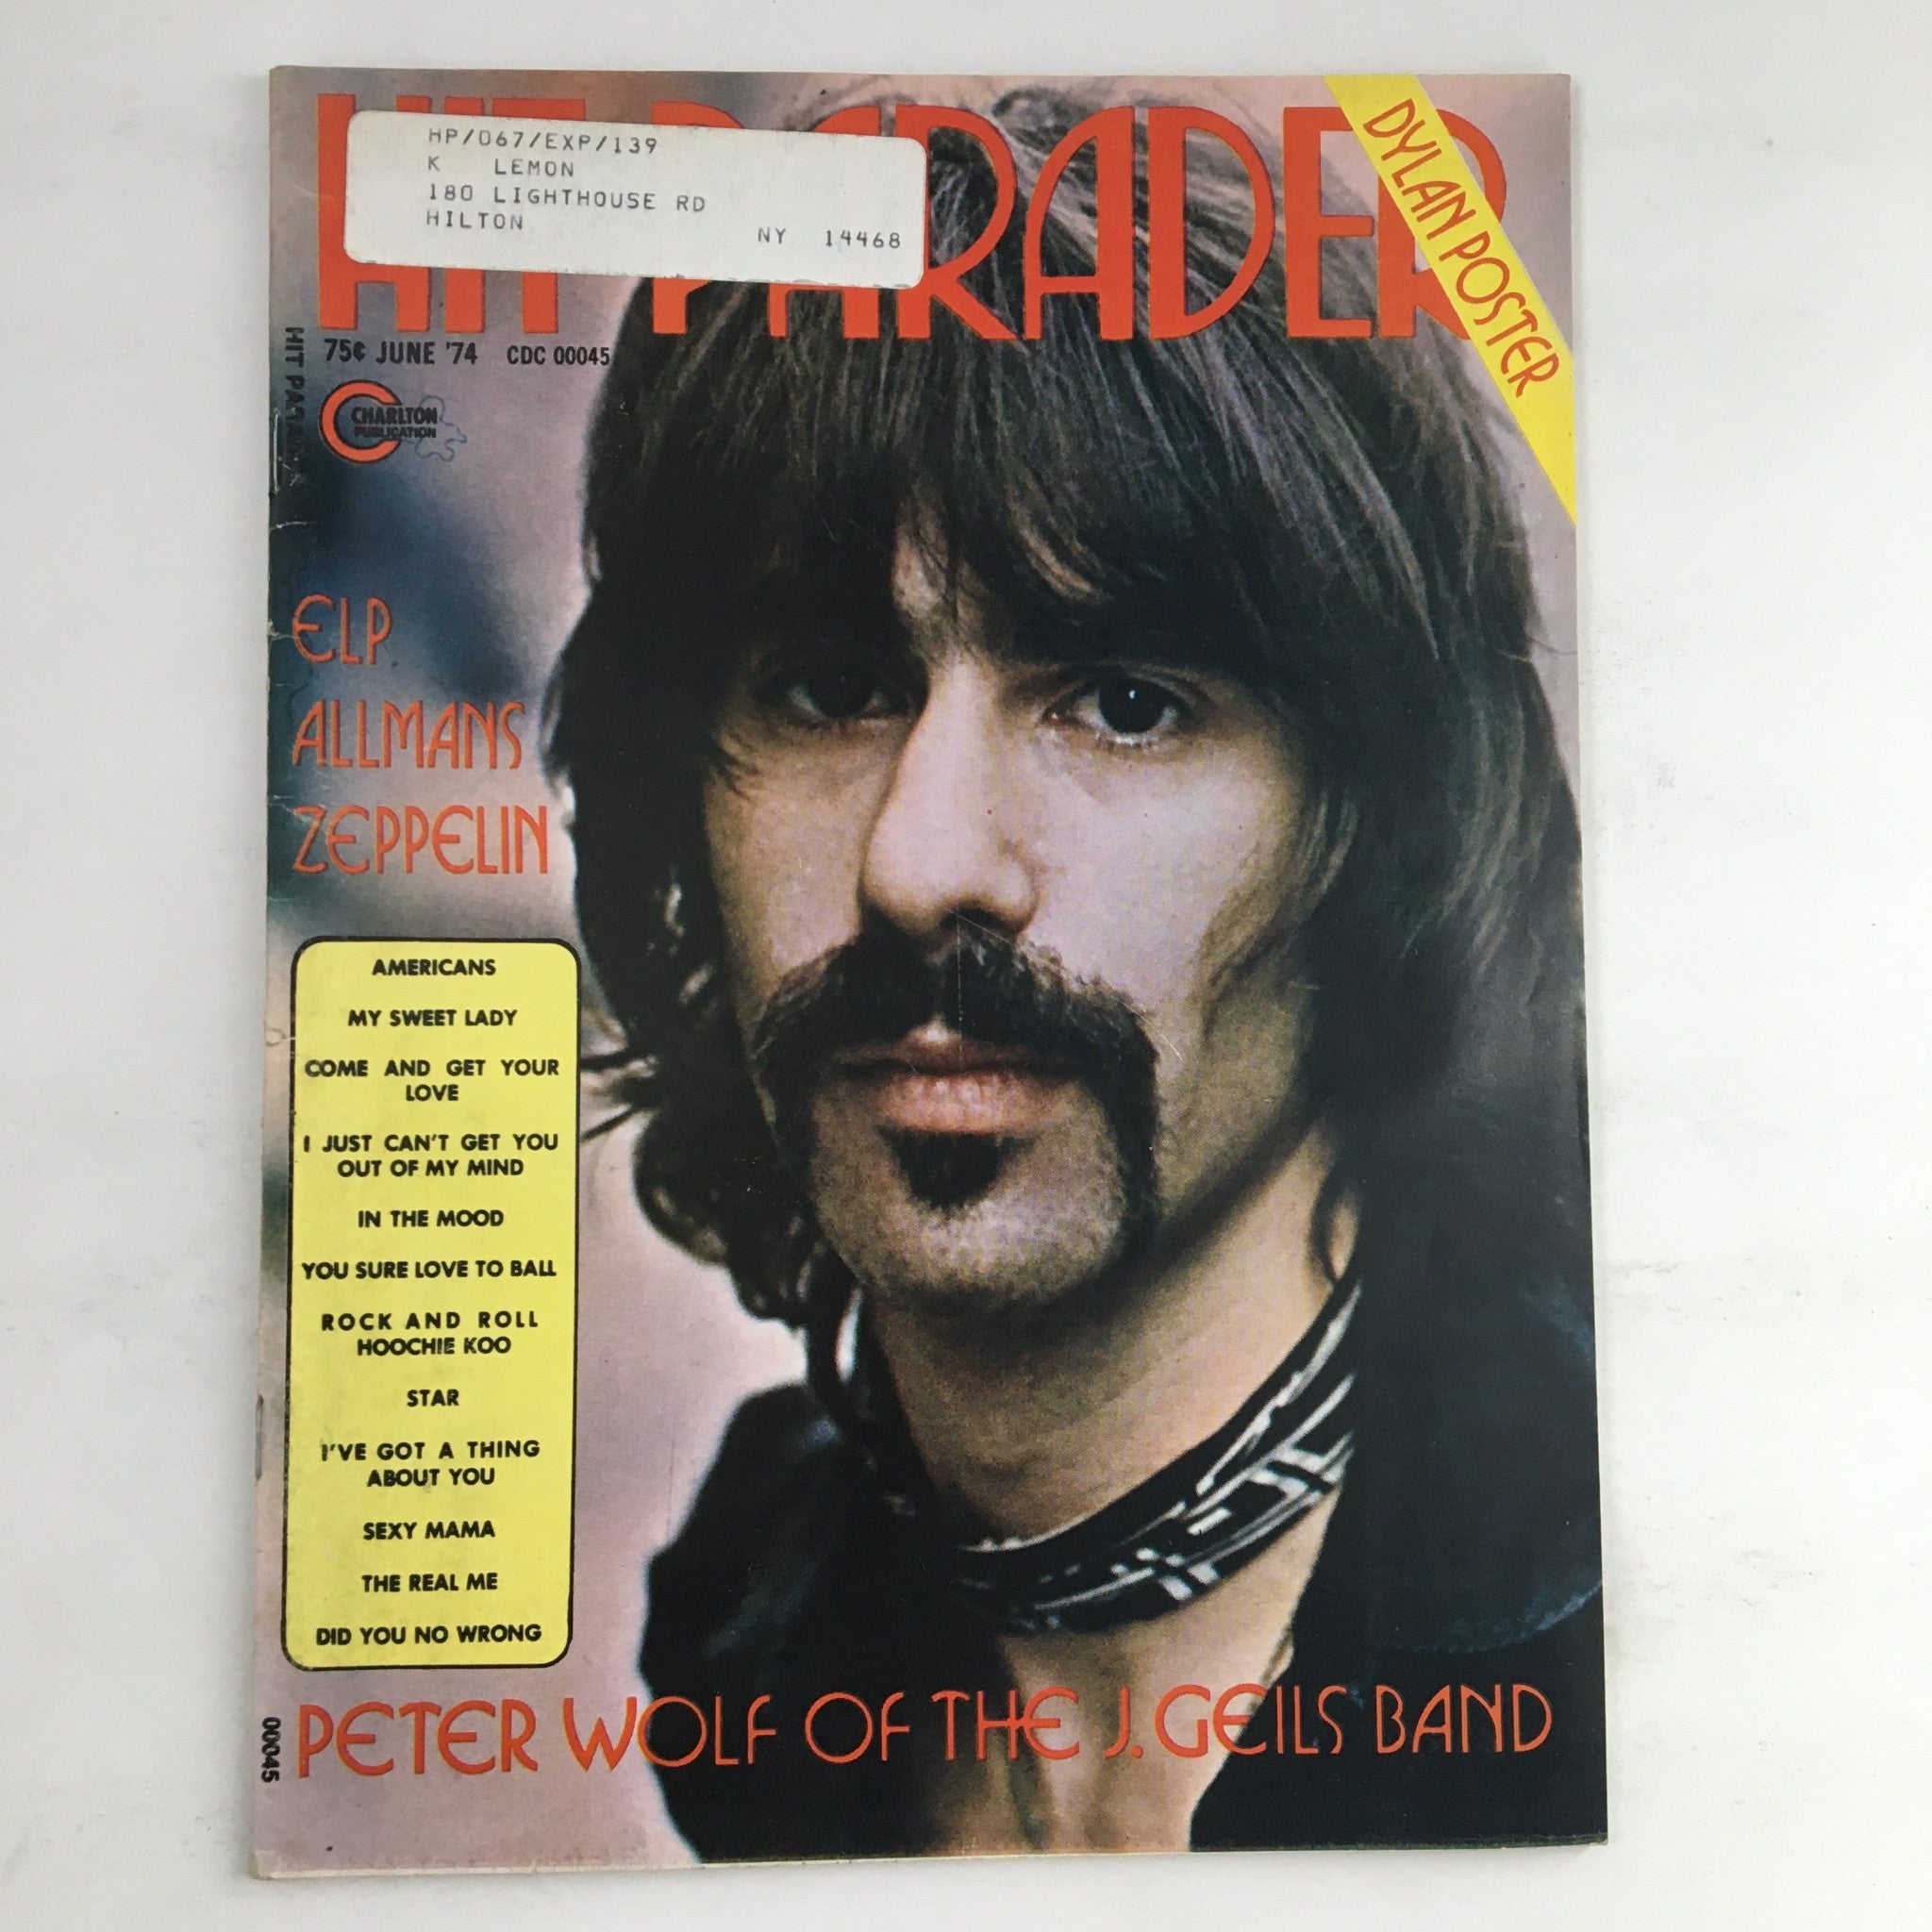 HIT PARADER
DYLAN POSTER
HP/067/EXP/139
K LEMON
180 LIGHTHOUSE RD
HILTON NY 14468
75¢ JUNE '74 CDC 00045
CHARLTON
PUBLICATION
ELP
ALLMANS
ZEPPELIN
AMERICANS
MY SWEET LADY
COME AND GET YOUR
LOVE
I JUST CAN'T GET YOU
OUT OF MY MIND
IN THE MOOD
YOU SURE LOVE TO BALL
ROCK AND ROLL
HOOCHIE KOO
STAR
I'VE GOT A THING
ABOUT YOU
SEXY MAMA
THE REAL ME
DID YOU NO WRONG
PETER WOLF OF THE J. GEILS BAND
00045